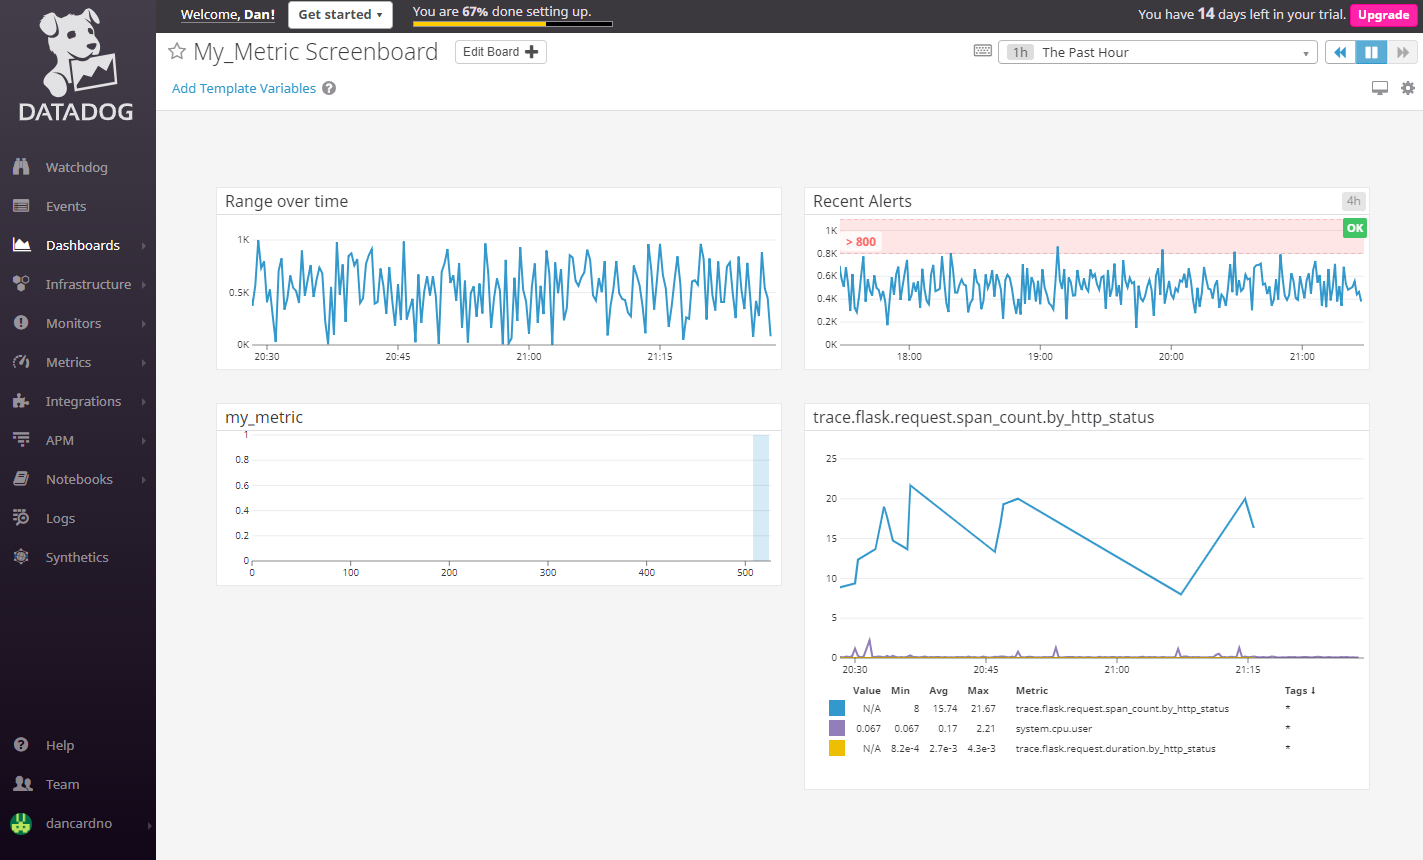 DATADOG
Welcome, Dan!
Get started
You are 67% done setting up.
You have 14 days left in your trial.
Upgrade
My_Metric Screenboard
Edit Board
1h The Past Hour
Add Template Variables ?
Watchdog
Events
Dashboards
Infrastructure
Monitors
Metrics
Integrations
APM
Notebooks
Logs
Synthetics
Help
Team
dancardno
Range over time
1K
0.5K
0K
20:30 20:45 21:00 21:15
Recent Alerts
4h
OK
> 800
1K
0.8K
0.6K
0.4K
0.2K
0K
18:00 19:00 20:00 21:00
my_metric
1
0.8
0.6
0.4
0.2
0
0 100 200 300 400 500
trace.flask.request.span_count.by_http_status
25
20
15
10
5
0
20:30 20:45 21:00 21:15
Value Min Avg Max Metric Tags
N/A 8 15.74 21.67 trace.flask.request.span_count.by_http_status *
0.067 0.067 0.17 2.21 system.cpu.user *
N/A 8.2e-4 2.7e-3 4.3e-3 trace.flask.request.duration.by_http_status *